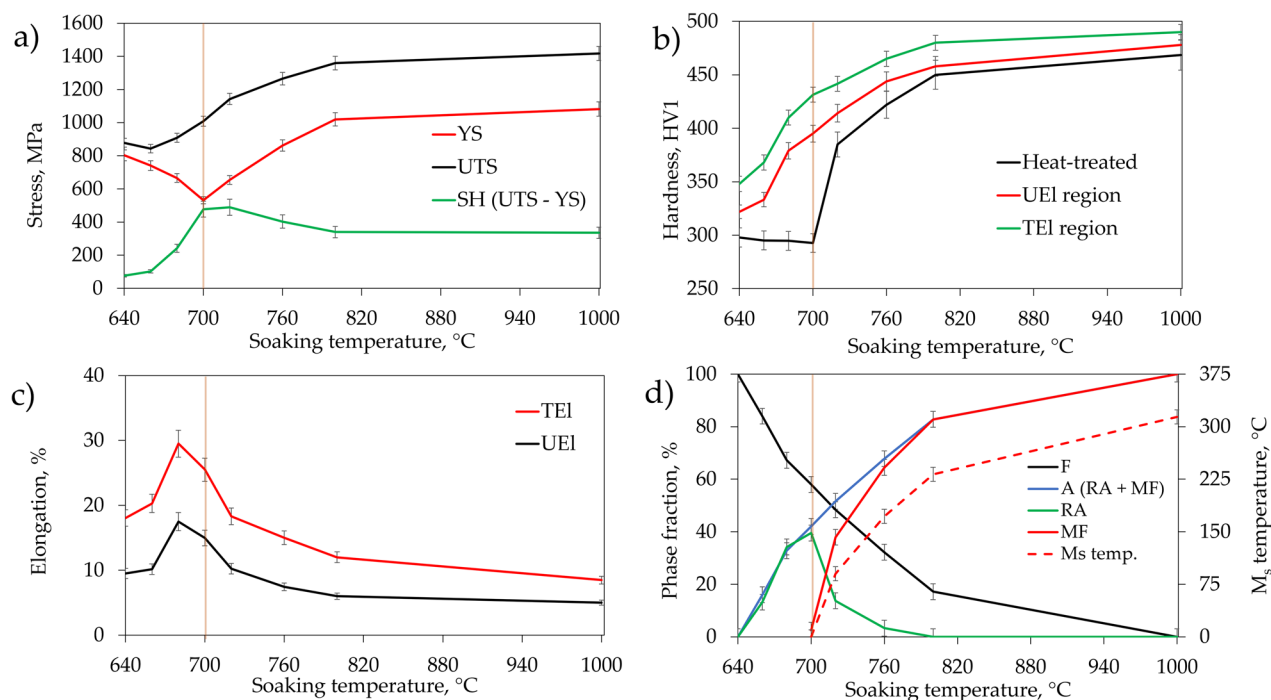 a)
1600
1400
1200
1000
800
600
400
200
0
Stress, MPa
YS
UTS
SH (UTS - YS)
640 700 760 820 880 940 1000
Soaking temperature, °C
b)
500
450
400
350
300
250
Hardness, HV1
Heat-treated
UEl region
TEl region
640 700 760 820 880 940 1000
Soaking temperature, °C
c)
40
30
20
10
0
Elongation, %
TEl
UEl
640 700 760 820 880 940 1000
Soaking temperature, °C
d)
100
80
60
40
20
0
Phase fraction, %
F
A (RA + MF)
RA
MF
Ms temp.
375
300
225
150
75
0
Ms temperature, °C
640 700 760 820 880 940 1000
Soaking temperature, °C